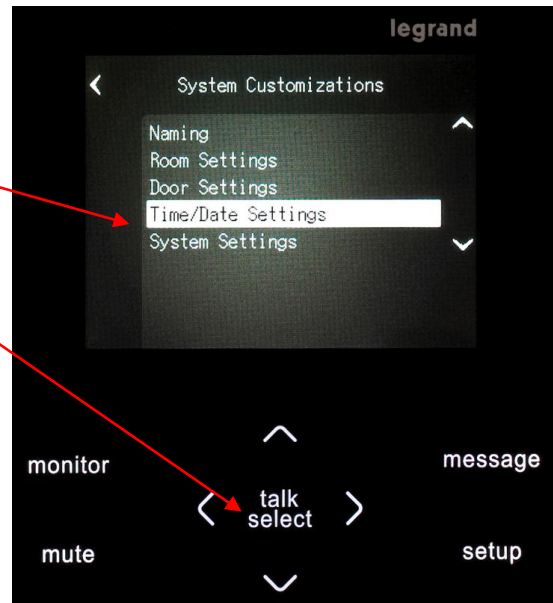 legrand
System Customizations
Naming
Room Settings
Door Settings
Time/Date Settings
System Settings
monitor
message
talk
select
mute
setup